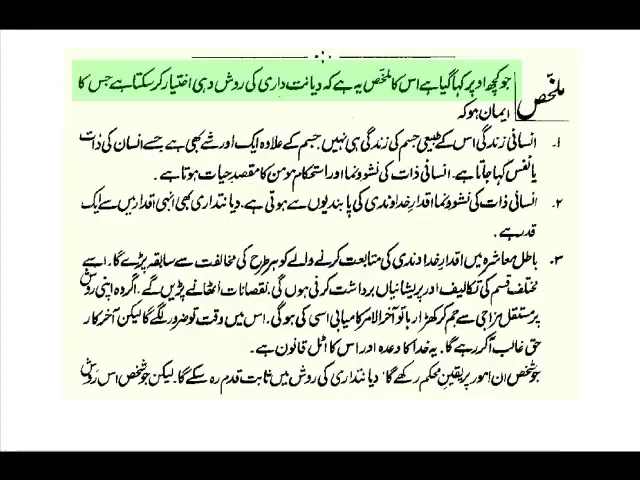 ملخّص
جو کچھ اوپر کہا گیا ہے اس کا ملخّص یہ ہے کہ دیانت داری کی روش وہی اختیار کر سکتا ہے جس کا
ایمان ہو کہ
۱۔ انسانی زندگی اس کے طبیعی جسم کی زندگی ہی نہیں۔ جسم کے علاوہ ایک اور شے بھی ہے جسے انسان کی ذات
یا نفس کہا جاتا ہے۔ انسانی ذات کی نشوونما اور استحکام مومن کا مقصدِ حیات ہوتا ہے۔
۲۔ انسانی ذات کی نشوونما اقدارِ خداوندی کی پابندیوں سے ہوتی ہے۔ دیانتداری بھی انہی اقدار میں سے ایک
قدر ہے۔
۳۔ باطل معاشرہ میں اقدارِ خداوندی کی متابعت کرنے والے کو ہر طرح کی مخالفت سے سابقہ پڑے گا۔ اسے
مختلف قسم کی تکالیف اور پریشانیاں برداشت کرنی ہوں گی، نقصانات اٹھانے پڑیں گے۔ اگر وہ اپنی روش
پر مستقل مزاجی سے جم کر کھڑا رہا تو آخر الامر کامیابی اسی کی ہوگی۔ اس میں وقت تو ضرور لگے گا لیکن آخر کار
حق غالب آ کر رہے گا۔ یہ خدا کا وعدہ اور اس کا اٹل قانون ہے۔
جو شخص ان امور پر یقینِ محکم رکھے گا، دیانتداری کی روش میں ثابت قدم رہ سکے گا۔ لیکن جو شخص اس روش